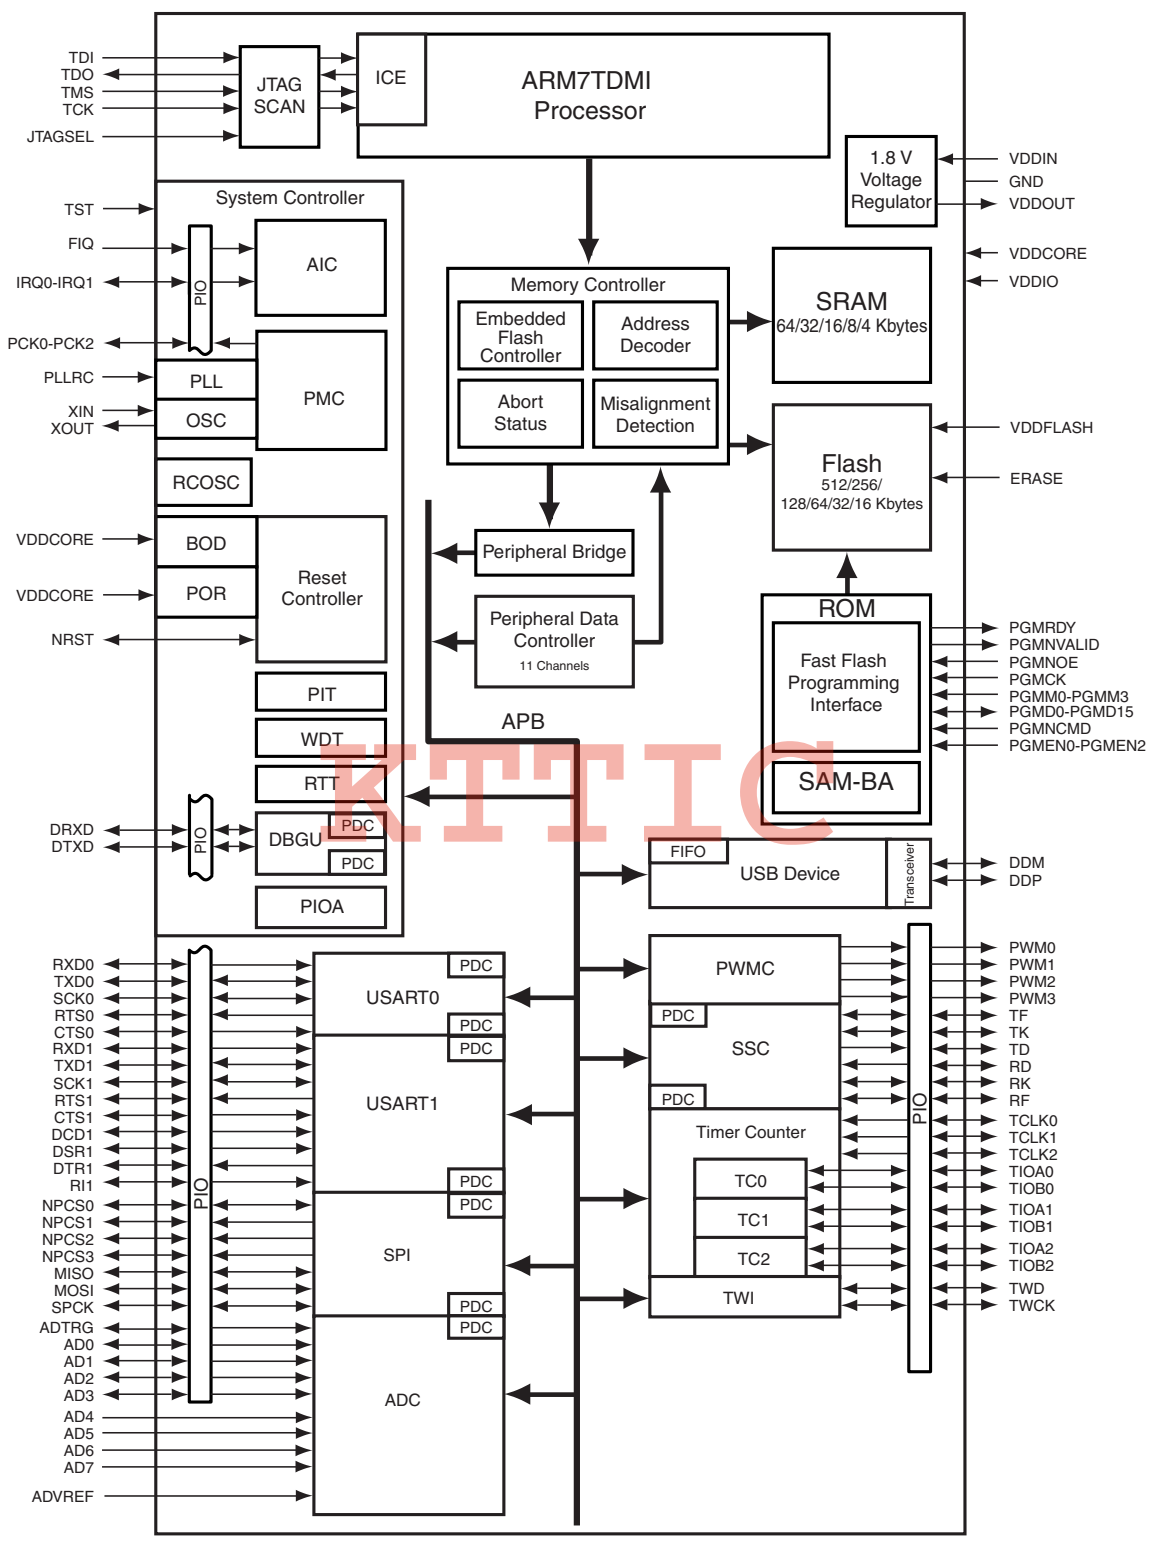 TDI
TDO
TMS
TCK
JTAGSEL
JTAG
SCAN
ICE
ARM7TDMI
Processor
1.8 V
Voltage
Regulator
VDDIN
GND
VDDOUT
VDDCORE
VDDIO
System Controller
TST
FIQ
IRQ0-IRQ1
PIO
AIC
PCK0-PCK2
PLLRC
XIN
XOUT
PLL
OSC
PMC
RCOSC
VDDCORE
VDDCORE
NRST
BOD
POR
Reset
Controller
PIT
WDT
RTT
DRXD
DTXD
PIO
DBGU
PDC
PDC
PIOA
Memory Controller
Embedded
Flash
Controller
Address
Decoder
Abort
Status
Misalignment
Detection
SRAM
64/32/16/8/4 Kbytes
Flash
512/256/
128/64/32/16 Kbytes
VDDFLASH
ERASE
Peripheral Bridge
Peripheral Data
Controller
11 Channels
APB
ROM
Fast Flash
Programming
Interface
SAM-BA
PGMRDY
PGMNVALID
PGMNOE
PGMCK
PGMM0-PGMM3
PGMD0-PGMD15
PGMNCMD
PGMEN0-PGMEN2
KTTIC
FIFO
USB Device
Transceiver
DDM
DDP
RXD0
TXD0
SCK0
RTS0
CTS0
RXD1
TXD1
SCK1
RTS1
CTS1
DCD1
DSR1
DTR1
RI1
NPCS0
NPCS1
NPCS2
NPCS3
MISO
MOSI
SPCK
ADTRG
AD0
AD1
AD2
AD3
AD4
AD5
AD6
AD7
ADVREF
PIO
PDC
USART0
PDC
PDC
USART1
PDC
PDC
SPI
PDC
PDC
ADC
PWMC
PDC
SSC
PDC
Timer Counter
TC0
TC1
TC2
TWI
PIO
PWM0
PWM1
PWM2
PWM3
TF
TK
TD
RD
RK
RF
TCLK0
TCLK1
TCLK2
TIOA0
TIOB0
TIOA1
TIOB1
TIOA2
TIOB2
TWD
TWCK